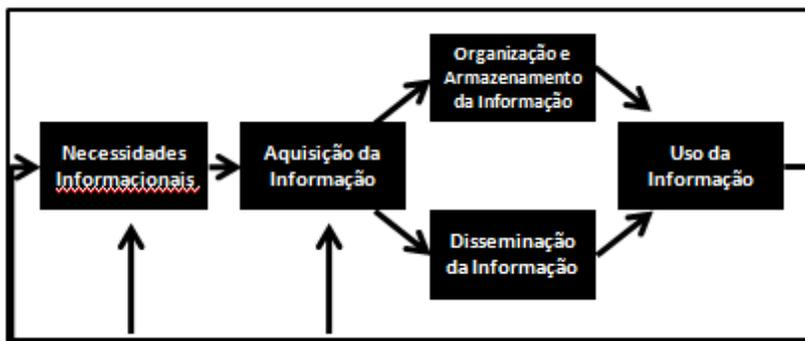 Necessidades
Informacionais
Aquisição da
Informação
Organização e
Armazenamento
da Informação
Disseminação
da Informação
Uso da
Informação